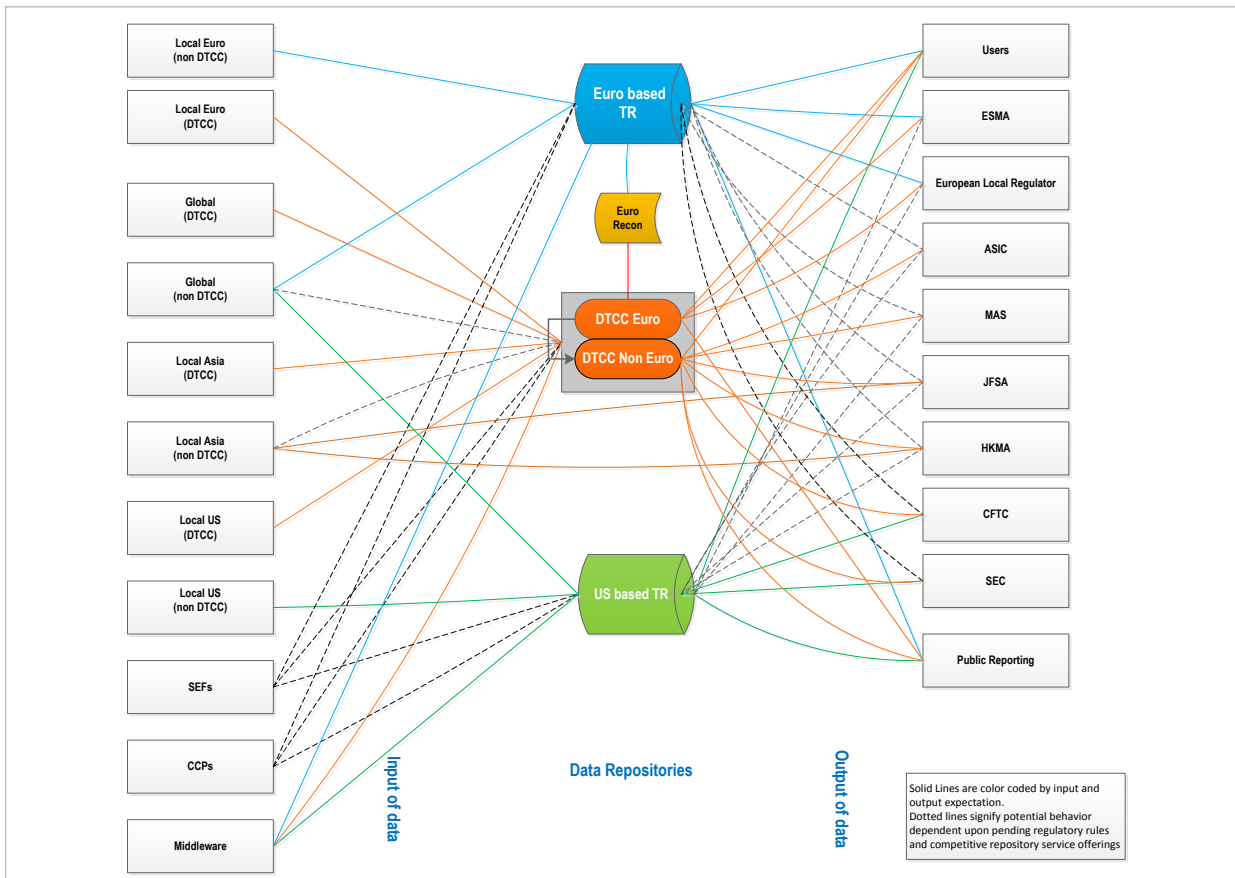 Local Euro
(non DTCC)
Local Euro
(DTCC)
Global
(DTCC)
Global
(non DTCC)
Local Asia
(DTCC)
Local Asia
(non DTCC)
Local US
(DTCC)
Local US
(non DTCC)
SEFs
CCPs
Middleware
Input of data
Euro based
TR
Euro
Recon
DTCC Euro
DTCC Non Euro
US based TR
Data Repositories
Output of data
Users
ESMA
European Local Regulator
ASIC
MAS
JFSA
HKMA
CFTC
SEC
Public Reporting
Solid Lines are color coded by input and
output expectation.
Dotted lines signify potential behavior
dependent upon pending regulatory rules
and competitive repository service offerings